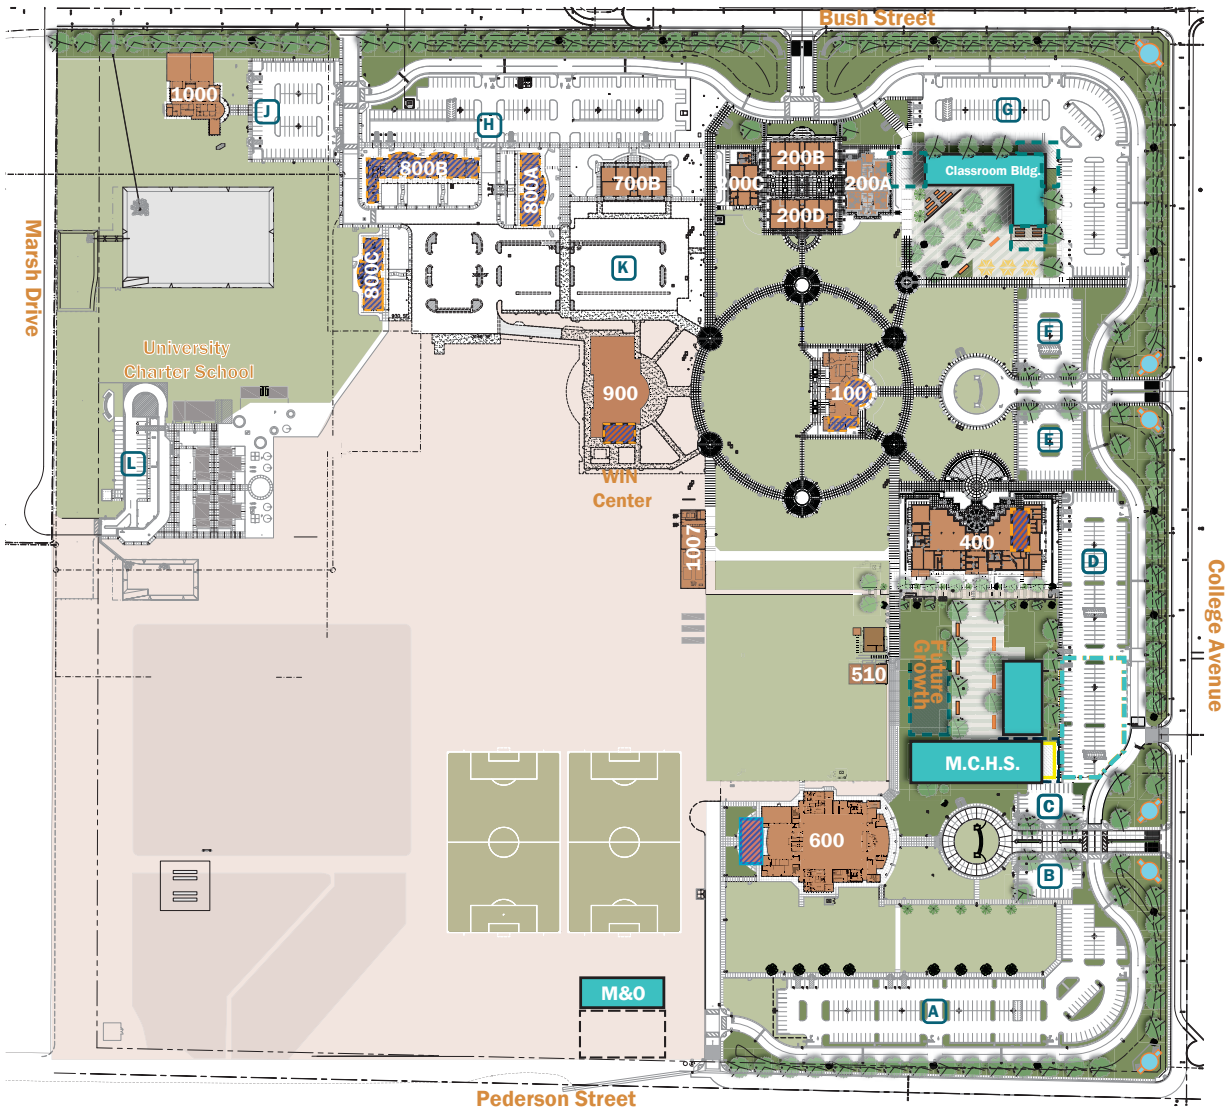 Bush Street
1000
J
H
G
800B
800A
700B
200B
200C
200A
200D
Classroom Bldg.
Marsh Drive
800C
K
University
Charter School
E
900
100
E
L
WIN
Center
1007
400
D
College Avenue
Future
Growth
510
M.C.H.S.
C
600
B
M&O
A
Pederson Street